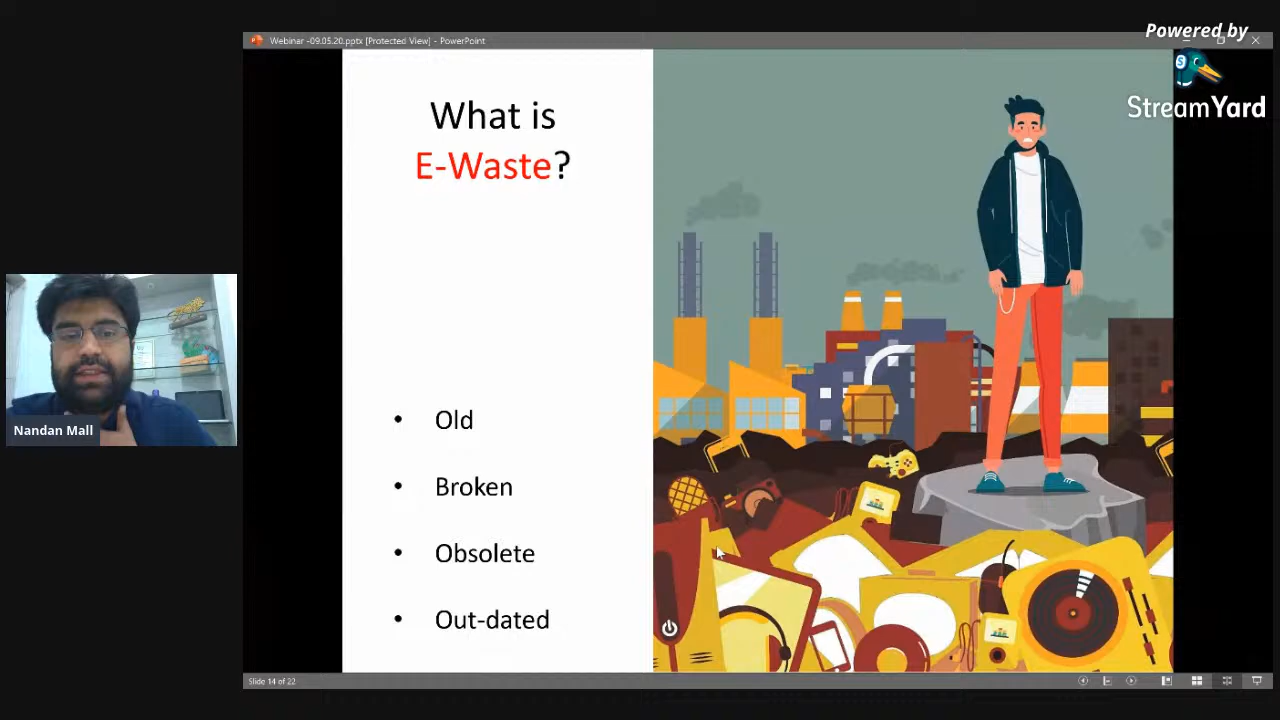 Powered by
StreamYard
Webinar -09.05.20.pptx [Protected View] - PowerPoint
What is
E-Waste?
• Old
• Broken
• Obsolete
• Out-dated
Nandan Mall
Slide 14 of 22